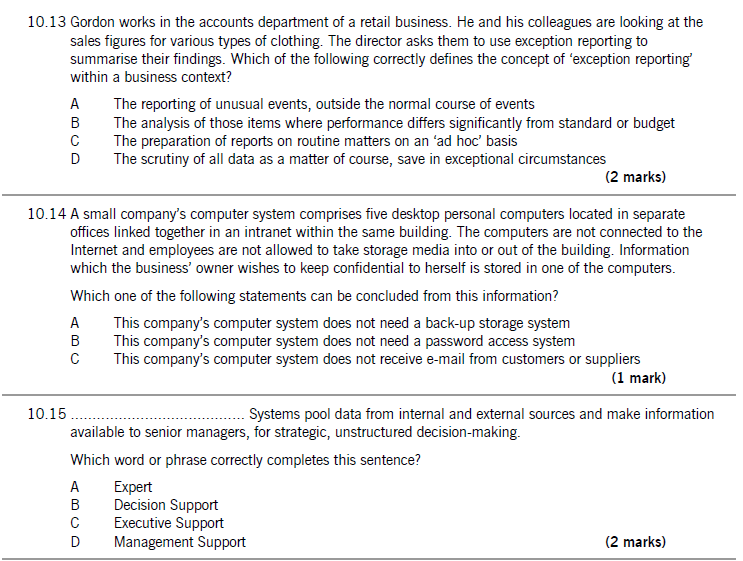 10.13 Gordon works in the accounts department of a retail business. He and his colleagues are looking at the
sales figures for various types of clothing. The director asks them to use exception reporting to
summarise their findings. Which of the following correctly defines the concept of ‘exception reporting’
within a business context?
A The reporting of unusual events, outside the normal course of events
B The analysis of those items where performance differs significantly from standard or budget
C The preparation of reports on routine matters on an ‘ad hoc’ basis
D The scrutiny of all data as a matter of course, save in exceptional circumstances
(2 marks)
10.14 A small company’s computer system comprises five desktop personal computers located in separate
offices linked together in an intranet within the same building. The computers are not connected to the
Internet and employees are not allowed to take storage media into or out of the building. Information
which the business’ owner wishes to keep confidential to herself is stored in one of the computers.
Which one of the following statements can be concluded from this information?
A This company’s computer system does not need a back-up storage system
B This company’s computer system does not need a password access system
C This company’s computer system does not receive e-mail from customers or suppliers
(1 mark)
10.15 ...................................... Systems pool data from internal and external sources and make information
available to senior managers, for strategic, unstructured decision-making.
Which word or phrase correctly completes this sentence?
A Expert
B Decision Support
C Executive Support
D Management Support (2 marks)